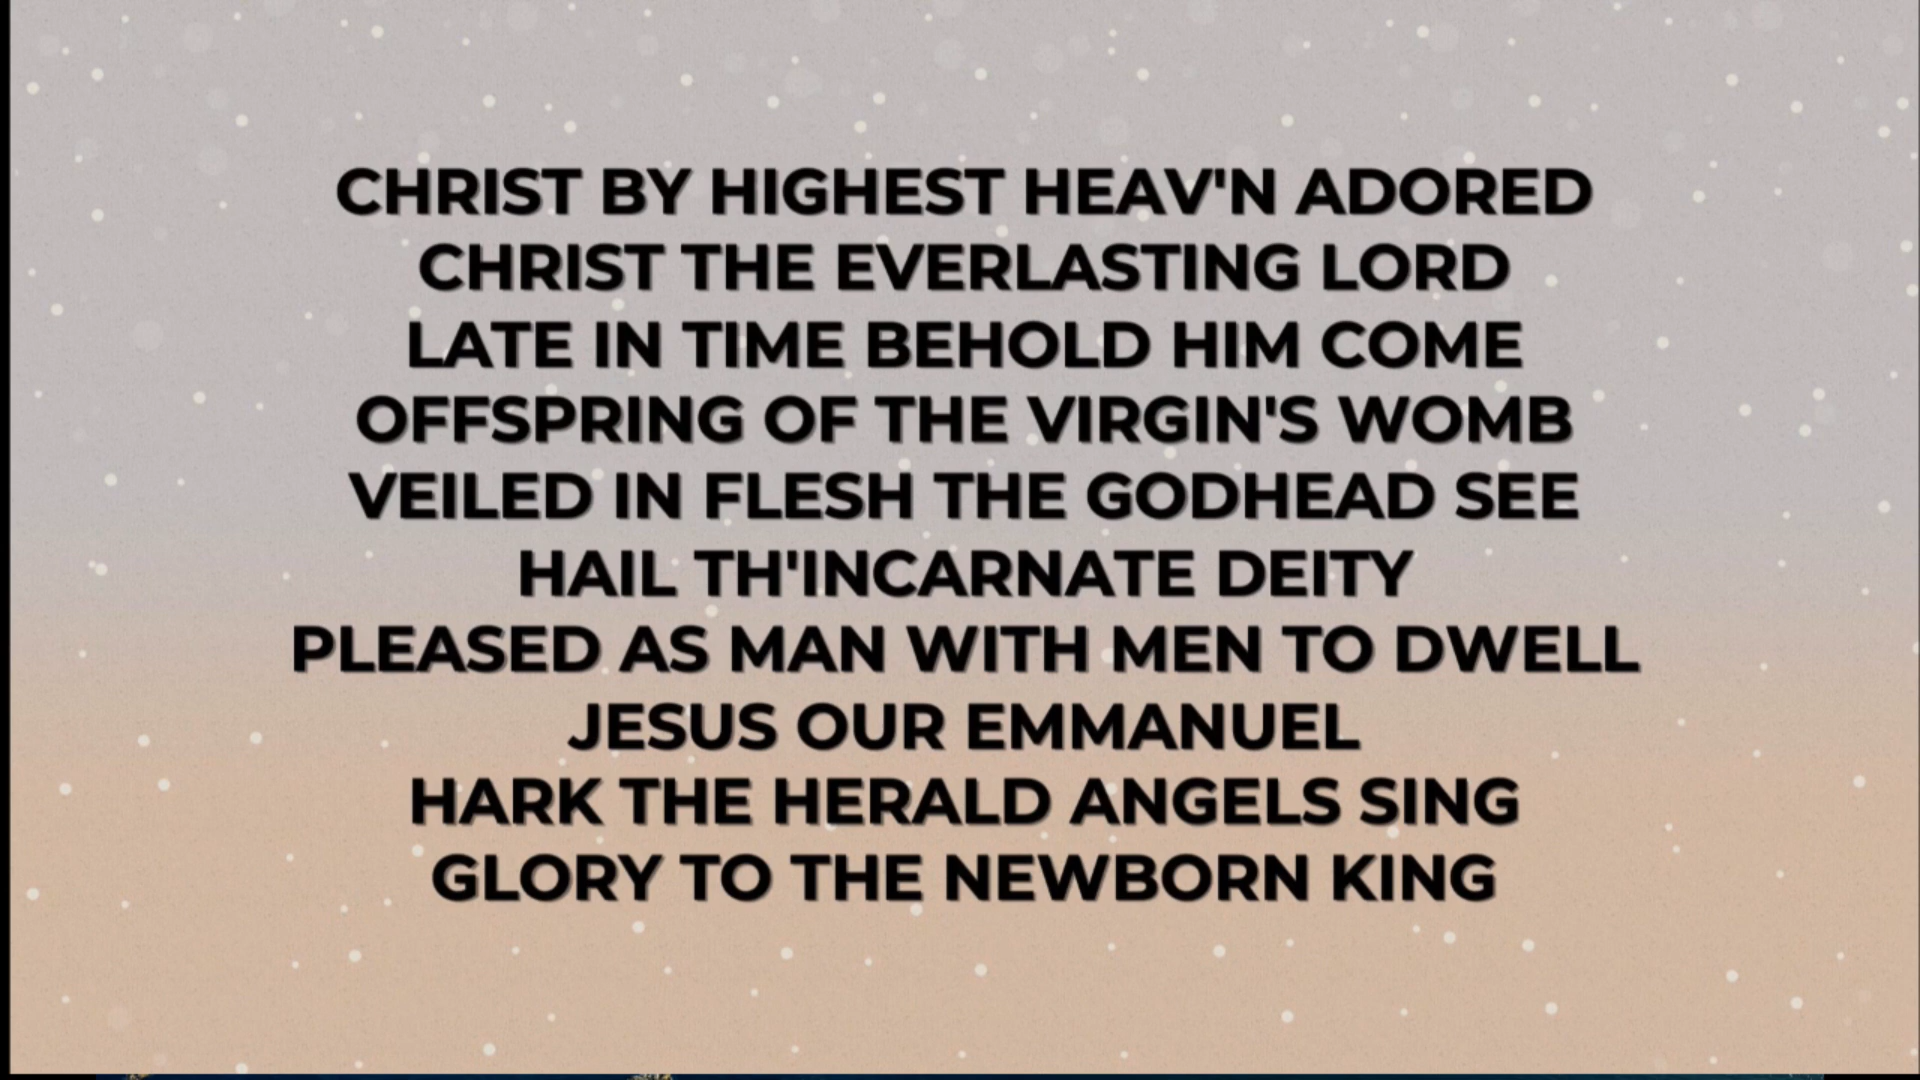 CHRIST BY HIGHEST HEAV'N ADORED
CHRIST THE EVERLASTING LORD
LATE IN TIME BEHOLD HIM COME
OFFSPRING OF THE VIRGIN'S WOMB
VEILED IN FLESH THE GODHEAD SEE
HAIL TH'INCARNATE DEITY
PLEASED AS MAN WITH MEN TO DWELL
JESUS OUR EMMANUEL
HARK THE HERALD ANGELS SING
GLORY TO THE NEWBORN KING